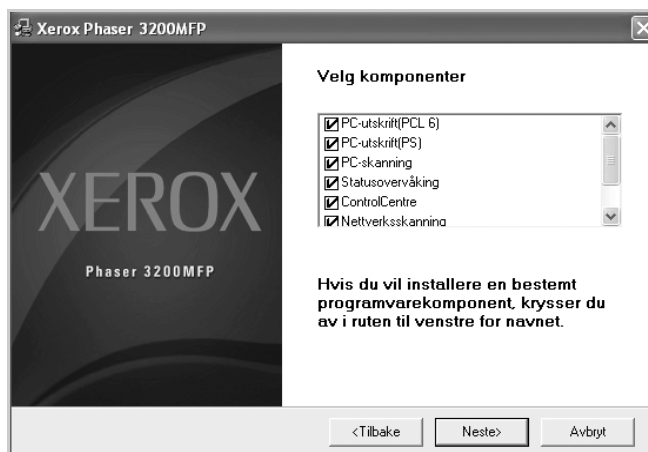 Xerox Phaser 3200MFP
XEROX
Phaser 3200MFP
Velg komponenter
PC-utskrift(PCL 6)
PC-utskrift(PS)
PC-skanning
Statusovervåking
ControlCentre
Nettverksskanning
Hvis du vil installere en bestemt
programvarekomponent, krysser du
av i ruten til venstre for navnet.
<Tilbake
Neste>
Avbryt